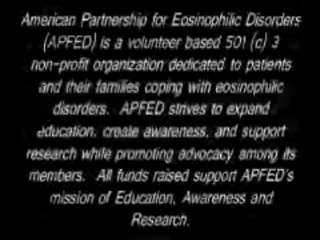 American Partnership for Eosinophilic Disorders
(APFED) is a volunteer based 501 (c) 3
non-profit organization dedicated to patients
and their families coping with eosinophilic
disorders. APFED strives to expand
education, create awareness, and support
research while promoting advocacy among its
members. All funds raised support APFED's
mission of Education, Awareness and
Research.